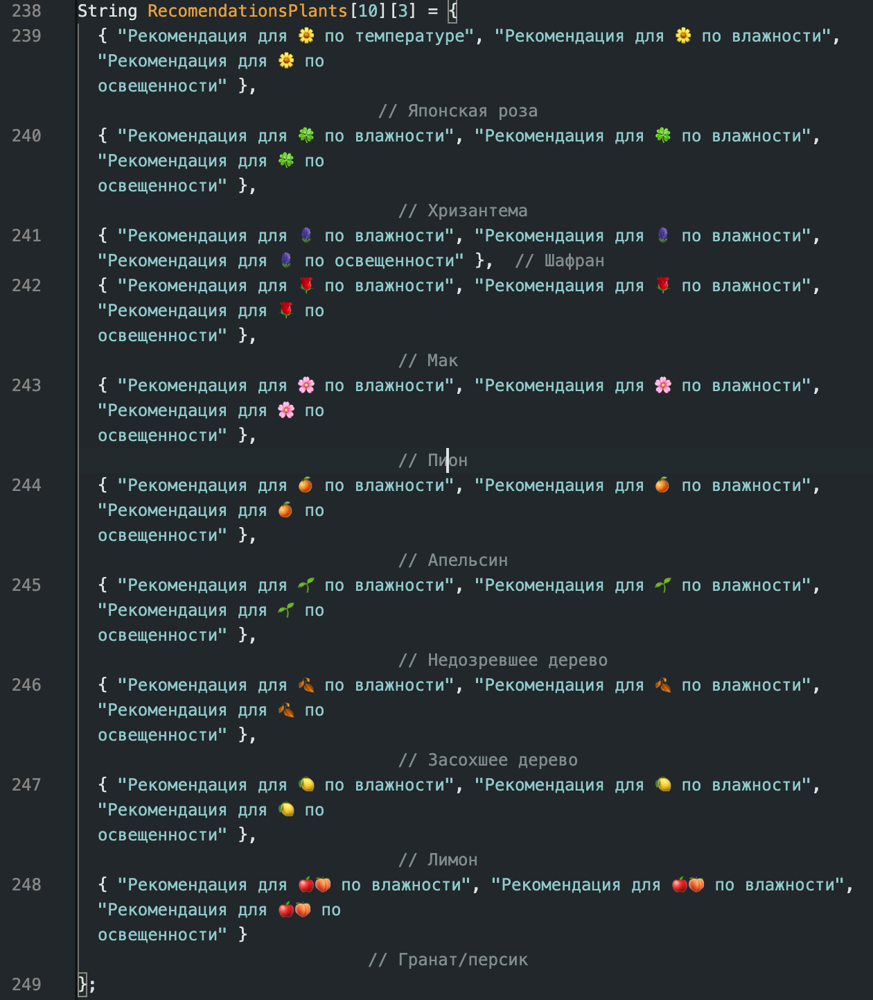 238 String RecomendationsPlants[10][3] = {
239 { "Рекомендация для 🌼 по температуре", "Рекомендация для 🌼 по влажности",
"Рекомендация для 🌼 по
освещенности" },
// Японская роза
240 { "Рекомендация для 🍀 по влажности", "Рекомендация для 🍀 по влажности",
"Рекомендация для 🍀 по
освещенности" },
// Хризантема
241 { "Рекомендация для 🪻 по влажности", "Рекомендация для 🪻 по влажности",
"Рекомендация для 🪻 по освещенности" }, // Шафран
242 { "Рекомендация для 🌹 по влажности", "Рекомендация для 🌹 по влажности",
"Рекомендация для 🌹 по
освещенности" },
// Мак
243 { "Рекомендация для 🌸 по влажности", "Рекомендация для 🌸 по влажности",
"Рекомендация для 🌸 по
освещенности" },
// Пион
244 { "Рекомендация для 🍊 по влажности", "Рекомендация для 🍊 по влажности",
"Рекомендация для 🍊 по
освещенности" },
// Апельсин
245 { "Рекомендация для 🌱 по влажности", "Рекомендация для 🌱 по влажности",
"Рекомендация для 🌱 по
освещенности" },
// Недозревшее дерево
246 { "Рекомендация для 🍂 по влажности", "Рекомендация для 🍂 по влажности",
"Рекомендация для 🍂 по
освещенности" },
// Засохшее дерево
247 { "Рекомендация для 🍋 по влажности", "Рекомендация для 🍋 по влажности",
"Рекомендация для 🍋 по
освещенности" },
// Лимон
248 { "Рекомендация для 🍎🍑 по влажности", "Рекомендация для 🍎🍑 по влажности",
"Рекомендация для 🍎🍑 по
освещенности" }
// Гранат/персик
249 };